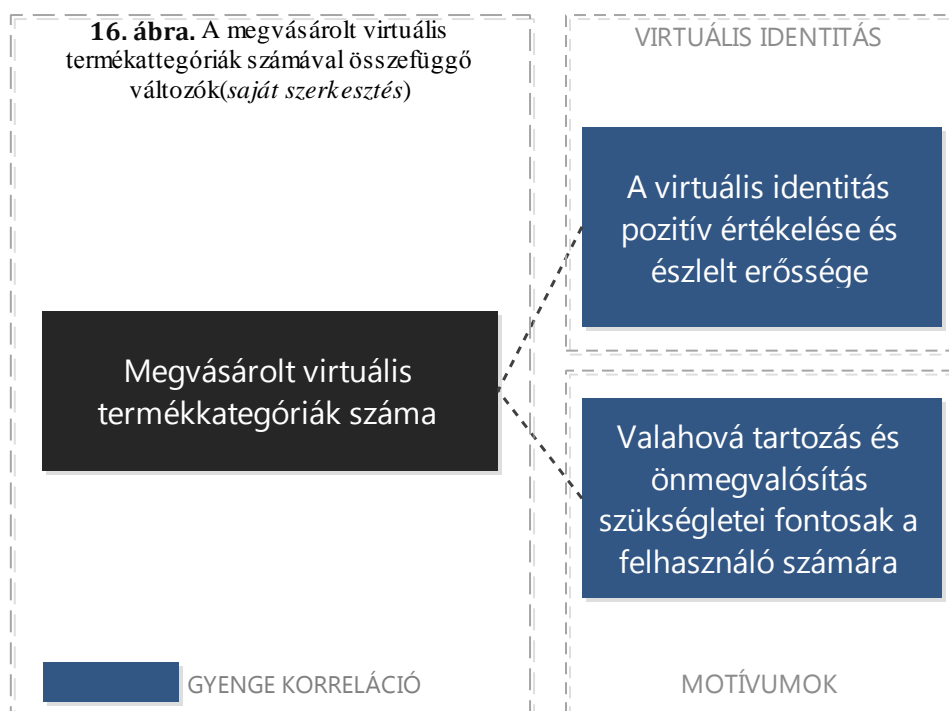 16. ábra. A megvásárolt virtuális
termékattegóriák számával összefüggő
változók(saját szerkesztés)
VIRTUÁLIS IDENTITÁS
A virtuális identitás
pozitív értékelése és
észlelt erőssége
Megvásárolt virtuális
termékkategóriák száma
Valahová tartozás és
önmegvalósítás
szükségletei fontosak a
felhasználó számára
GYENGE KORRELÁCIÓ
MOTÍVUMOK